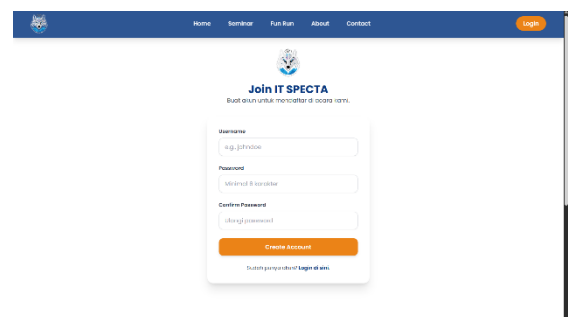 Home Seminar Fun Run About Contact Login
Join IT SPECTA
Buat akun untuk mendaftar di acara kami.
Username
e.g., johndoe
Password
Minimal 6 karakter
Confirm Password
Ulangi password
Create Account
Sudah punya akun? Login di sini.